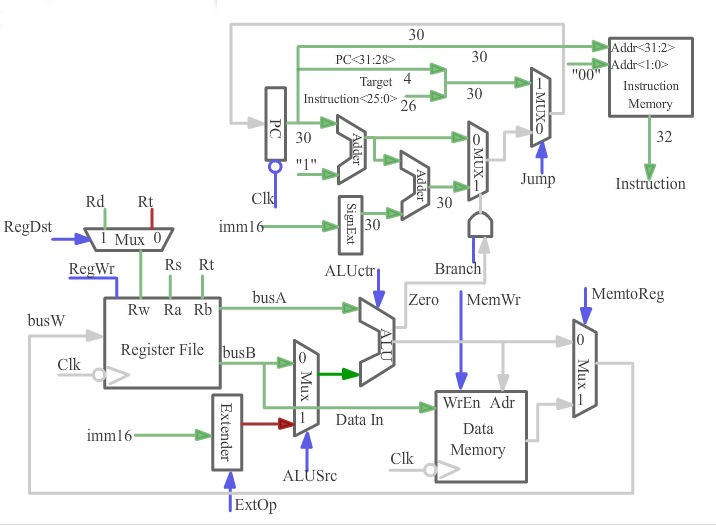 30
30
PC<31:28>
Target
4
Instruction<25:0>
26
30
Addr<31:2>
"00"
Addr<1:0>
Instruction
Memory
32
Instruction
PC
30
"1"
Clk
Adder
Adder
30
0
MUX
1
1
MUX
0
Jump
imm16
SignExt
30
Branch
Rd
Rt
RegDst
1 Mux 0
RegWr
Rs
Rt
ALUctr
Zero
MemWr
MemtoReg
busW
Rw
Ra
Rb
busA
Register File
Clk
busB
ALU
0
Mux
1
0
Mux
1
Data In
WrEn
Adr
Data
Memory
Clk
imm16
Extender
ALUSrc
ExtOp